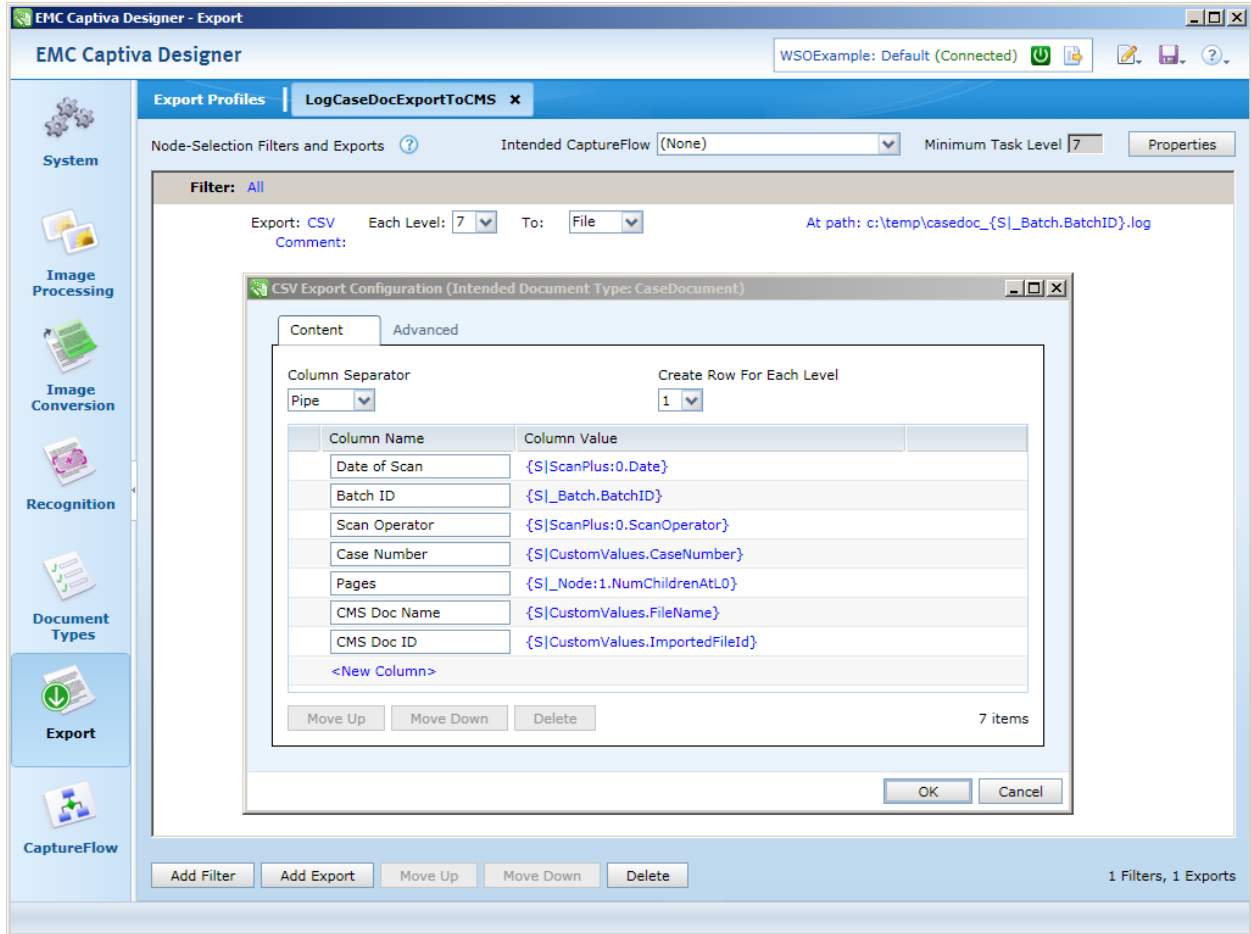 EMC Captiva Designer - Export
EMC Captiva Designer
WSOExample: Default (Connected)
System
Image
Processing
Image
Conversion
Recognition
Document
Types
Export
CaptureFlow
Export Profiles
LogCaseDocExportToCMS
Node-Selection Filters and Exports
Intended CaptureFlow (None)
Minimum Task Level 7
Properties
Filter: All
Export: CSV Each Level: 7 To: File At path: c:\temp\casedoc_{S|_Batch.BatchID}.log
Comment:
CSV Export Configuration (Intended Document Type: CaseDocument)
Content Advanced
Column Separator Create Row For Each Level
Pipe 1
Column Name Column Value
Date of Scan {S|ScanPlus:0.Date}
Batch ID {S|_Batch.BatchID}
Scan Operator {S|ScanPlus:0.ScanOperator}
Case Number {S|CustomValues.CaseNumber}
Pages {S|_Node:1.NumChildrenAtL0}
CMS Doc Name {S|CustomValues.FileName}
CMS Doc ID {S|CustomValues.ImportedFileId}
<New Column>
Move Up Move Down Delete 7 items
OK Cancel
Add Filter Add Export Move Up Move Down Delete 1 Filters, 1 Exports